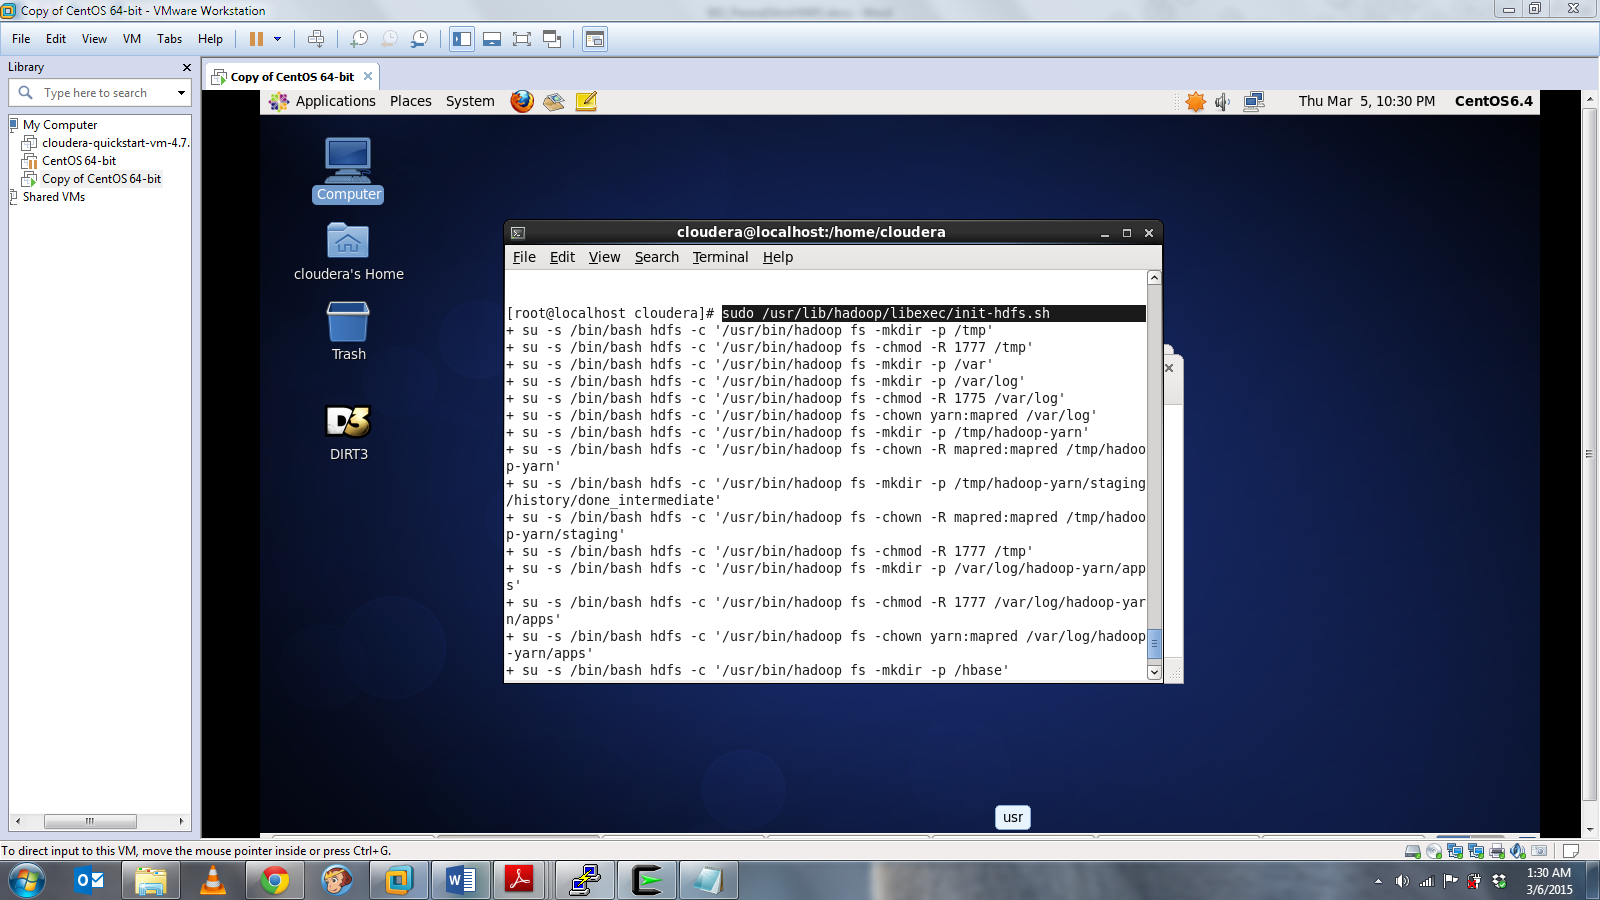 Copy of CentOS 64-bit - VMware Workstation
File Edit View VM Tabs Help
Library
Type here to search
My Computer
cloudera-quickstart-vm-4.7.
CentOS 64-bit
Copy of CentOS 64-bit
Shared VMs
Copy of CentOS 64-bit
Applications Places System
Thu Mar 5, 10:30 PM CentOS6.4
Computer
cloudera's Home
Trash
D3
DIRT3
cloudera@localhost:/home/cloudera
File Edit View Search Terminal Help
[root@localhost cloudera]# sudo /usr/lib/hadoop/libexec/init-hdfs.sh
+ su -s /bin/bash hdfs -c '/usr/bin/hadoop fs -mkdir -p /tmp'
+ su -s /bin/bash hdfs -c '/usr/bin/hadoop fs -chmod -R 1777 /tmp'
+ su -s /bin/bash hdfs -c '/usr/bin/hadoop fs -mkdir -p /var'
+ su -s /bin/bash hdfs -c '/usr/bin/hadoop fs -mkdir -p /var/log'
+ su -s /bin/bash hdfs -c '/usr/bin/hadoop fs -chmod -R 1775 /var/log'
+ su -s /bin/bash hdfs -c '/usr/bin/hadoop fs -chown yarn:mapred /var/log'
+ su -s /bin/bash hdfs -c '/usr/bin/hadoop fs -mkdir -p /tmp/hadoop-yarn'
+ su -s /bin/bash hdfs -c '/usr/bin/hadoop fs -chown -R mapred:mapred /tmp/hadoo
p-yarn'
+ su -s /bin/bash hdfs -c '/usr/bin/hadoop fs -mkdir -p /tmp/hadoop-yarn/staging
/history/done_intermediate'
+ su -s /bin/bash hdfs -c '/usr/bin/hadoop fs -chown -R mapred:mapred /tmp/hadoo
p-yarn/staging'
+ su -s /bin/bash hdfs -c '/usr/bin/hadoop fs -chmod -R 1777 /tmp'
+ su -s /bin/bash hdfs -c '/usr/bin/hadoop fs -mkdir -p /var/log/hadoop-yarn/app
s'
+ su -s /bin/bash hdfs -c '/usr/bin/hadoop fs -chmod -R 1777 /var/log/hadoop-yar
n/apps'
+ su -s /bin/bash hdfs -c '/usr/bin/hadoop fs -chown yarn:mapred /var/log/hadoop
-yarn/apps'
+ su -s /bin/bash hdfs -c '/usr/bin/hadoop fs -mkdir -p /hbase'
usr
To direct input to this VM, move the mouse pointer inside or press Ctrl+G.
1:30 AM
3/6/2015